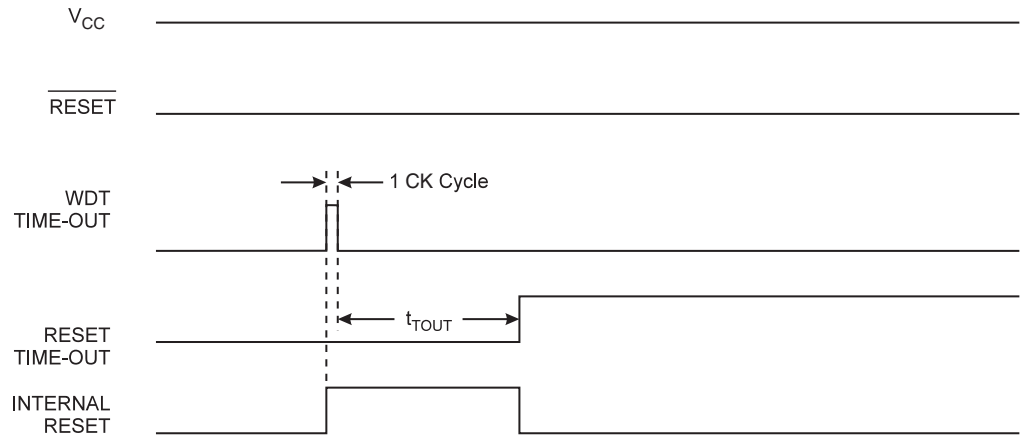 VCC
RESET
1 CK Cycle
WDT
TIME-OUT
tTOUT
RESET
TIME-OUT
INTERNAL
RESET